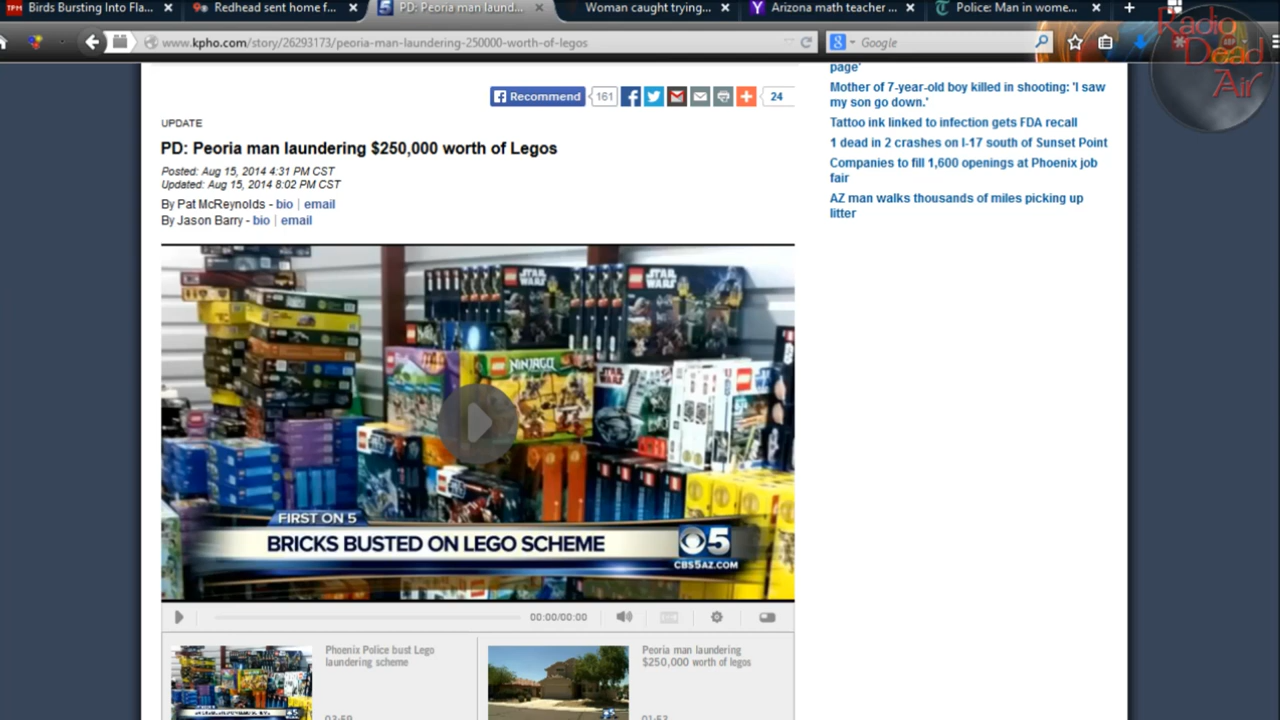 Birds Bursting Into Fla...
Redhead sent home f...
PD: Peoria man laund...
Woman caught trying...
Arizona math teacher ...
Police: Man in wome...
www.kpho.com/story/26293173/peoria-man-laundering-250000-worth-of-legos
Google
Radio
Dead
Air
Recommend
161
24
page'
Mother of 7-year-old boy killed in shooting: 'I saw
my son go down.'
Tattoo ink linked to infection gets FDA recall
1 dead in 2 crashes on I-17 south of Sunset Point
Companies to fill 1,600 openings at Phoenix job
fair
AZ man walks thousands of miles picking up
litter
UPDATE
PD: Peoria man laundering $250,000 worth of Legos
Posted: Aug 15, 2014 4:31 PM CST
Updated: Aug 15, 2014 8:02 PM CST
By Pat McReynolds - bio | email
By Jason Barry - bio | email
STAR WARS
STAR WARS
NINJAGO
STAR WARS
FIRST ON 5
BRICKS BUSTED ON LEGO SCHEME
5
CBS5AZ.COM
00:00/00:00
Phoenix Police bust Lego
laundering scheme
03:59
Peoria man laundering
$250,000 worth of legos
01:53